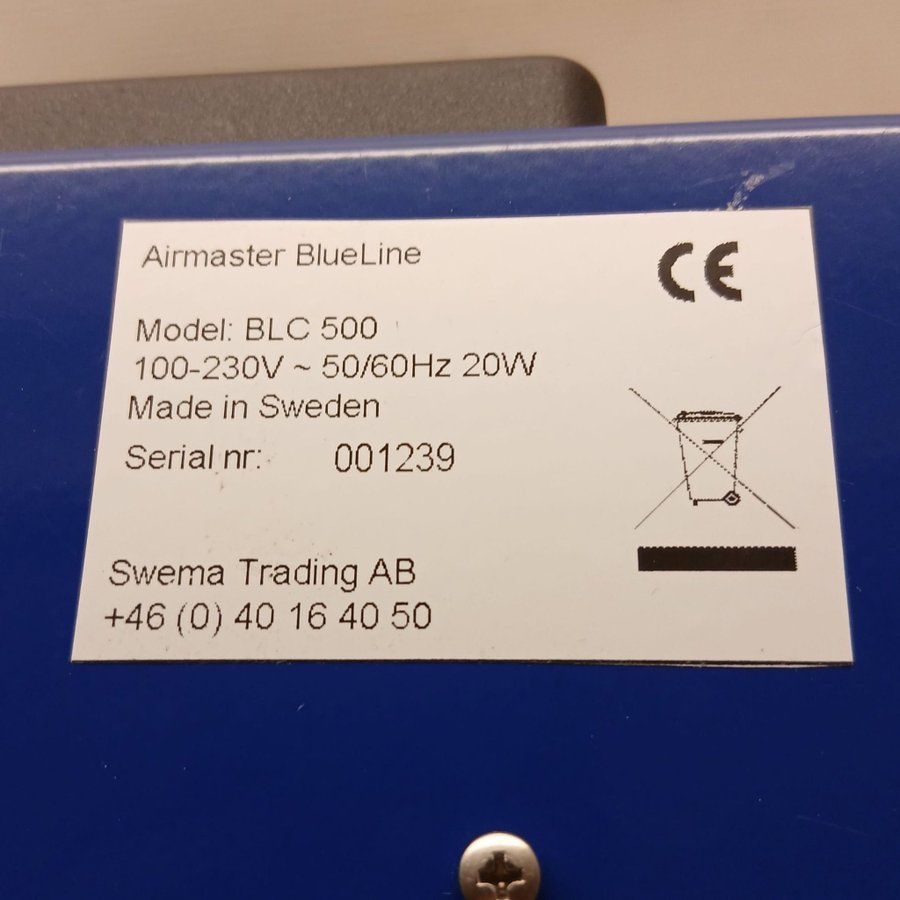 Airmaster BlueLine
CE
Model: BLC 500
100-230V ~ 50/60Hz 20W
Made in Sweden
Serial nr: 001239
Swema Trading AB
+46 (0) 40 16 40 50